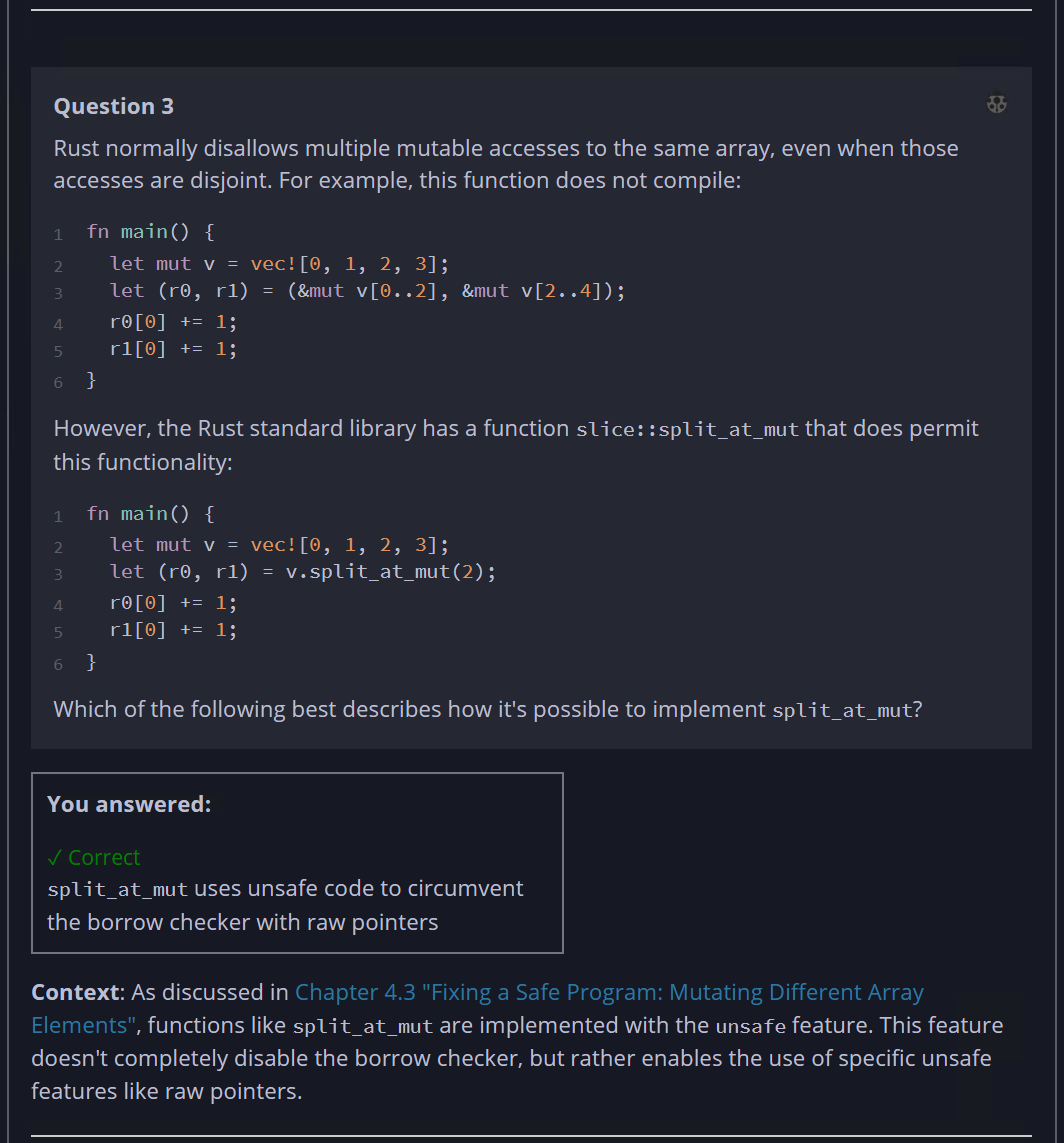 Question 3
Rust normally disallows multiple mutable accesses to the same array, even when those
accesses are disjoint. For example, this function does not compile:
1 fn main() {
2   let mut v = vec![0, 1, 2, 3];
3   let (r0, r1) = (&mut v[0..2], &mut v[2..4]);
4   r0[0] += 1;
5   r1[0] += 1;
6 }
However, the Rust standard library has a function slice::split_at_mut that does permit
this functionality:
1 fn main() {
2   let mut v = vec![0, 1, 2, 3];
3   let (r0, r1) = v.split_at_mut(2);
4   r0[0] += 1;
5   r1[0] += 1;
6 }
Which of the following best describes how it's possible to implement split_at_mut?
You answered:
✓ Correct
split_at_mut uses unsafe code to circumvent
the borrow checker with raw pointers
Context: As discussed in Chapter 4.3 "Fixing a Safe Program: Mutating Different Array
Elements", functions like split_at_mut are implemented with the unsafe feature. This feature
doesn't completely disable the borrow checker, but rather enables the use of specific unsafe
features like raw pointers.